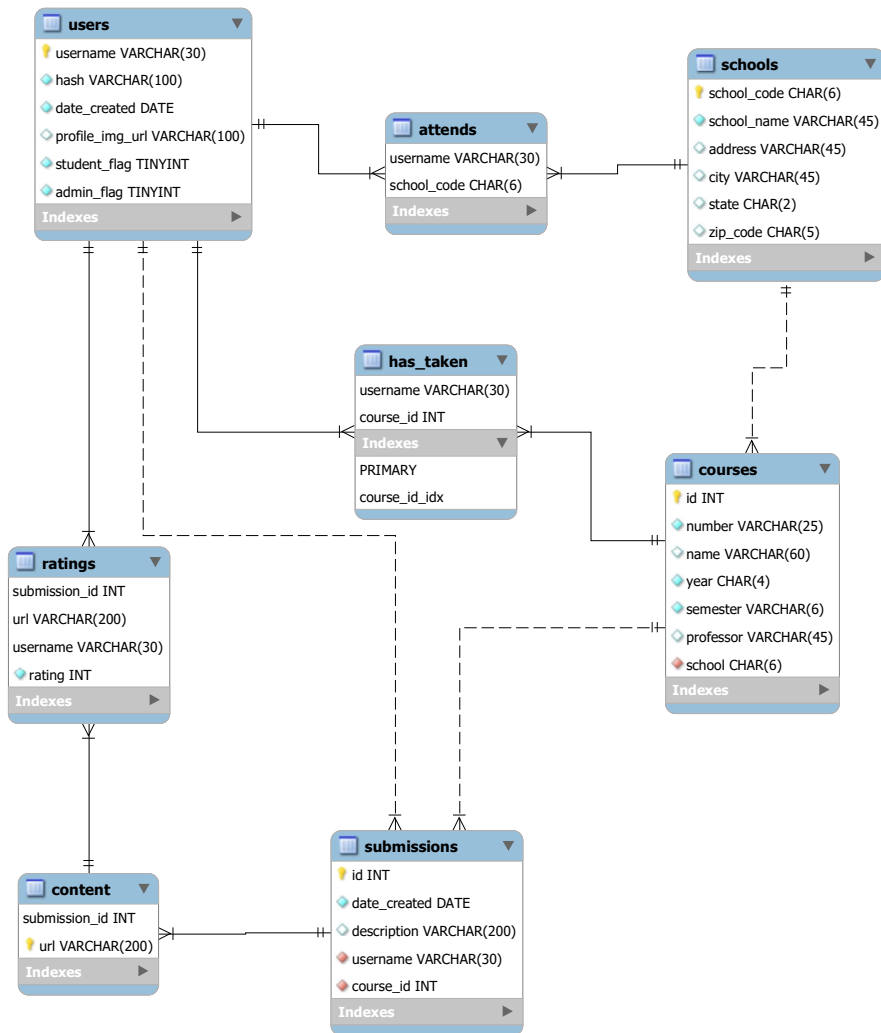 users
username VARCHAR(30)
hash VARCHAR(100)
date_created DATE
profile_img_url VARCHAR(100)
student_flag TINYINT
admin_flag TINYINT
Indexes
attends
username VARCHAR(30)
school_code CHAR(6)
Indexes
schools
school_code CHAR(6)
school_name VARCHAR(45)
address VARCHAR(45)
city VARCHAR(45)
state CHAR(2)
zip_code CHAR(5)
Indexes
has_taken
username VARCHAR(30)
course_id INT
Indexes
PRIMARY
course_id_idx
courses
id INT
number VARCHAR(25)
name VARCHAR(60)
year CHAR(4)
semester VARCHAR(6)
professor VARCHAR(45)
school CHAR(6)
Indexes
ratings
submission_id INT
url VARCHAR(200)
username VARCHAR(30)
rating INT
Indexes
submissions
id INT
date_created DATE
description VARCHAR(200)
username VARCHAR(30)
course_id INT
Indexes
content
submission_id INT
url VARCHAR(200)
Indexes